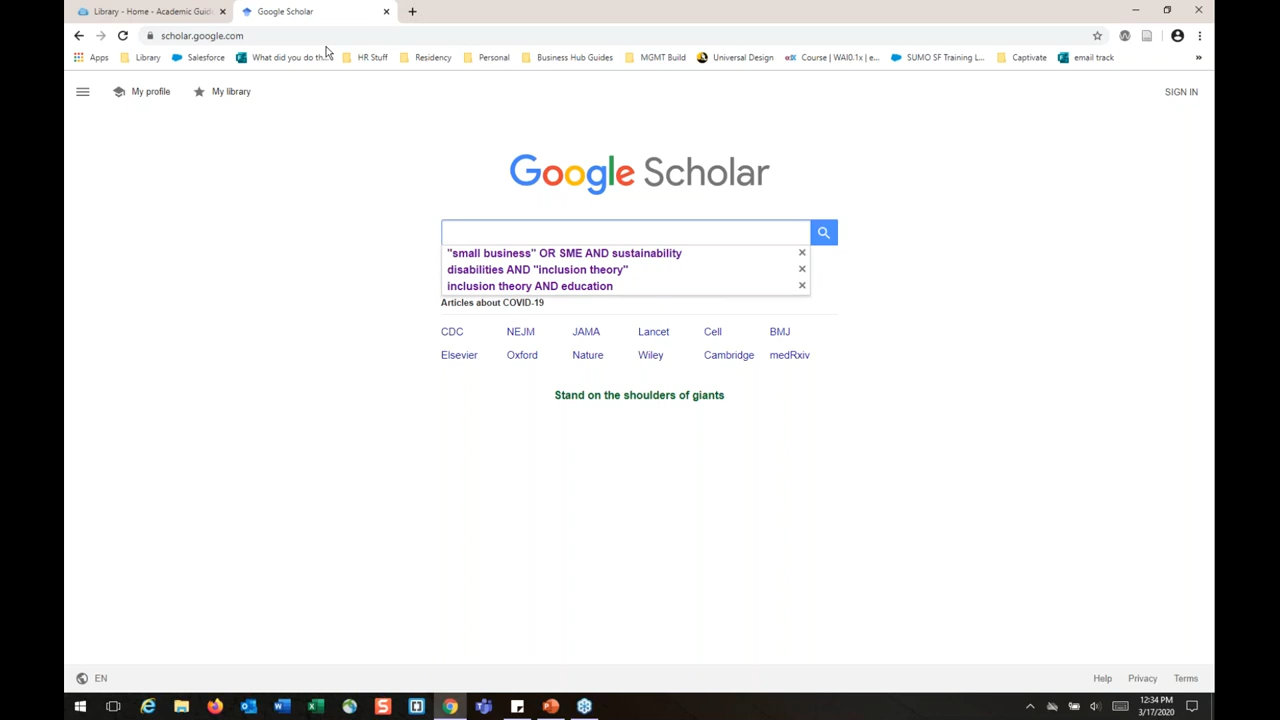 Library - Home - Academic Guid
Google Scholar
scholar.google.com
Apps
Library
Salesforce
What did you do th...
HR Stuff
Residency
Personal
Business Hub Guides
MGMT Build
Universal Design
Course | WAI0.1x | e...
SUMO SF Training L...
Captivate
email track
»
My profile
My library
SIGN IN
Google Scholar
"small business" OR SME AND sustainability
disabilities AND "inclusion theory"
inclusion theory AND education
Articles about COVID-19
CDC NEJM JAMA Lancet Cell BMJ
Elsevier Oxford Nature Wiley Cambridge medRxiv
Stand on the shoulders of giants
EN
Help Privacy Terms
12:34 PM
3/17/2020